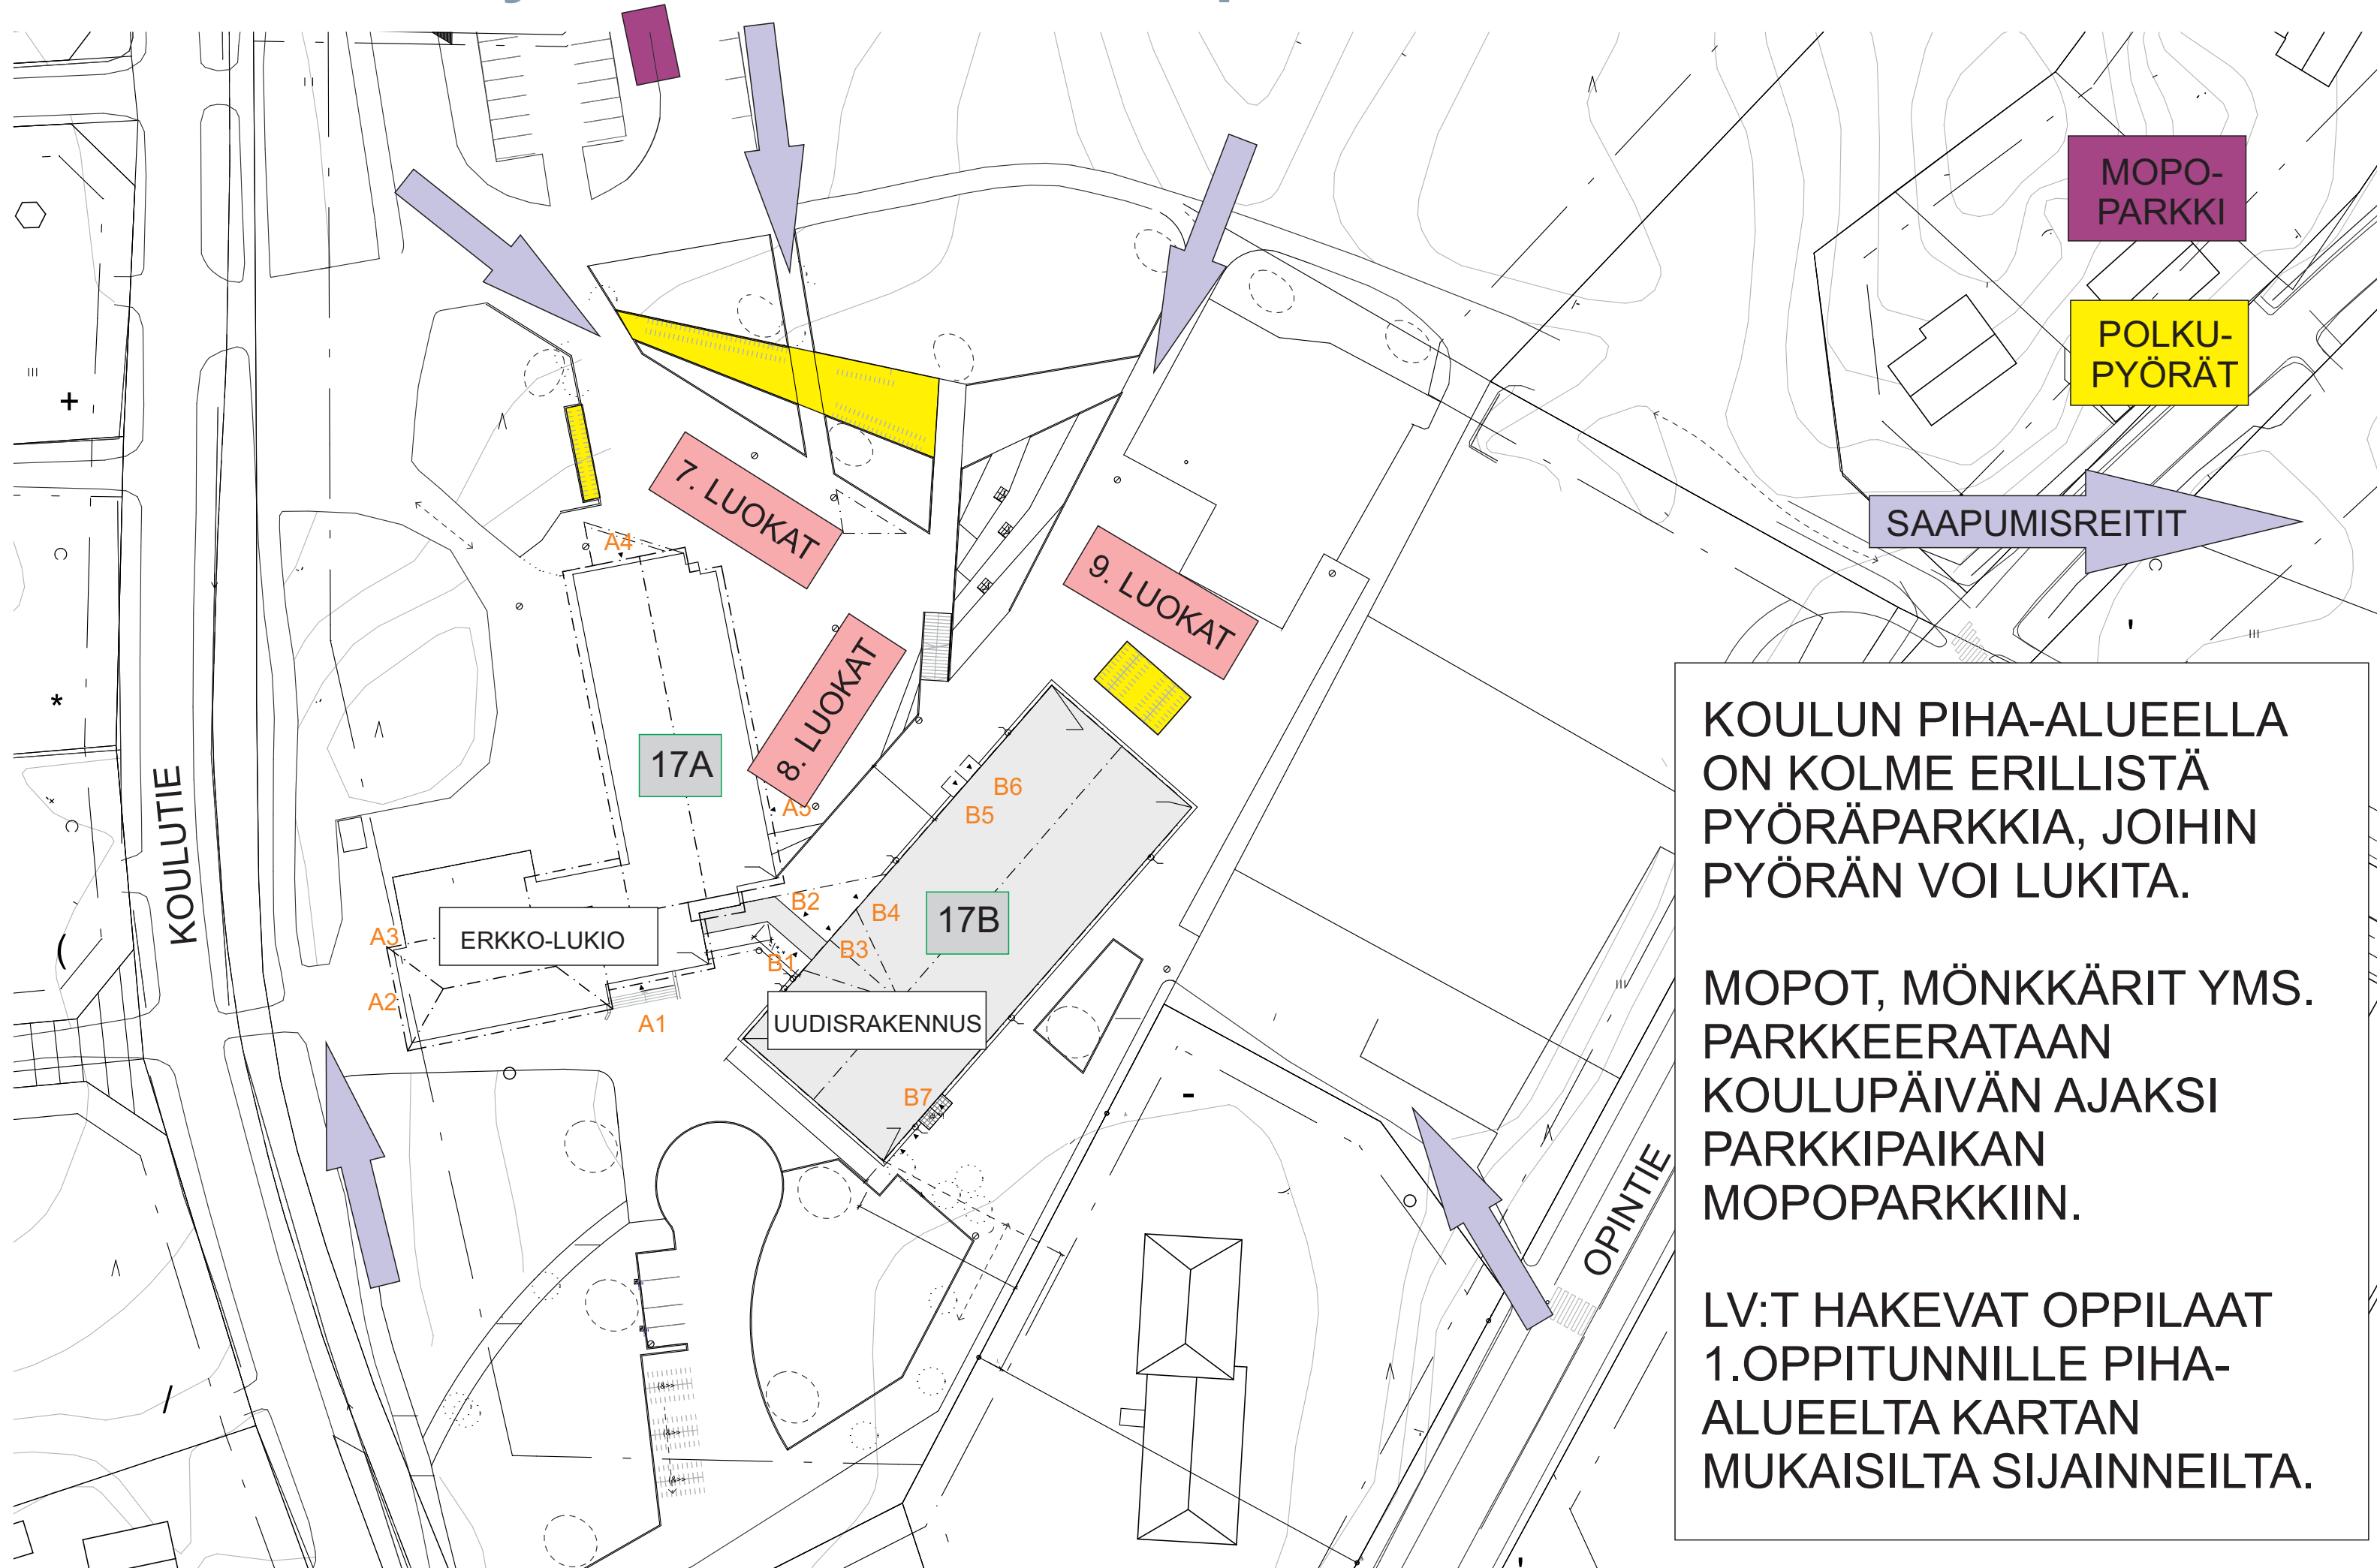 MOPO-
PARKKI
POLKU-
PYÖRÄT
SAAPUMISREITIT
7. LUOKAT
8. LUOKAT
9. LUOKAT
A4
17A
A5
B6
B5
KOULUTIE
B2
B4
17B
ERKKO-LUKIO
A3
B3
B1
A2
A1
UUDISRAKENNUS
B7
OPINTIE
KOULUN PIHA-ALUEELLA
ON KOLME ERILLISTÄ
PYÖRÄPARKKIA, JOIHIN
PYÖRÄN VOI LUKITA.
MOPOT, MÖNKKÄRIT YMS.
PARKKEERATAAN
KOULUPÄIVÄN AJAKSI
PARKKIPAIKAN
MOPOPARKKIIN.
LV:T HAKEVAT OPPILAAT
1.OPPITUNNILLE PIHA-
ALUEELTA KARTAN
MUKAISILTA SIJAINNEILTA.